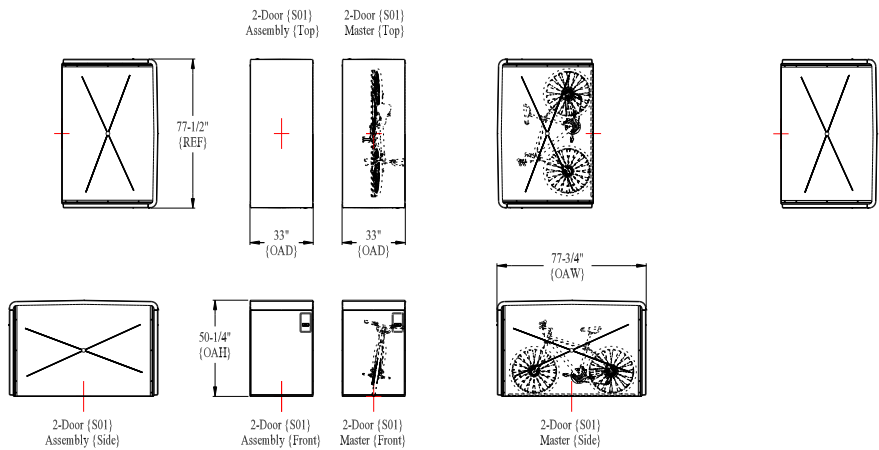 2-Door {S01}
Assembly {Top}
2-Door {S01}
Master {Top}
77-1/2"
{REF}
33"
{OAD}
33"
{OAD}
77-3/4"
{OAW}
50-1/4"
{OAH}
2-Door {S01}
Assembly {Side}
2-Door {S01}
Assembly {Front}
2-Door {S01}
Master {Front}
2-Door {S01}
Master {Side}